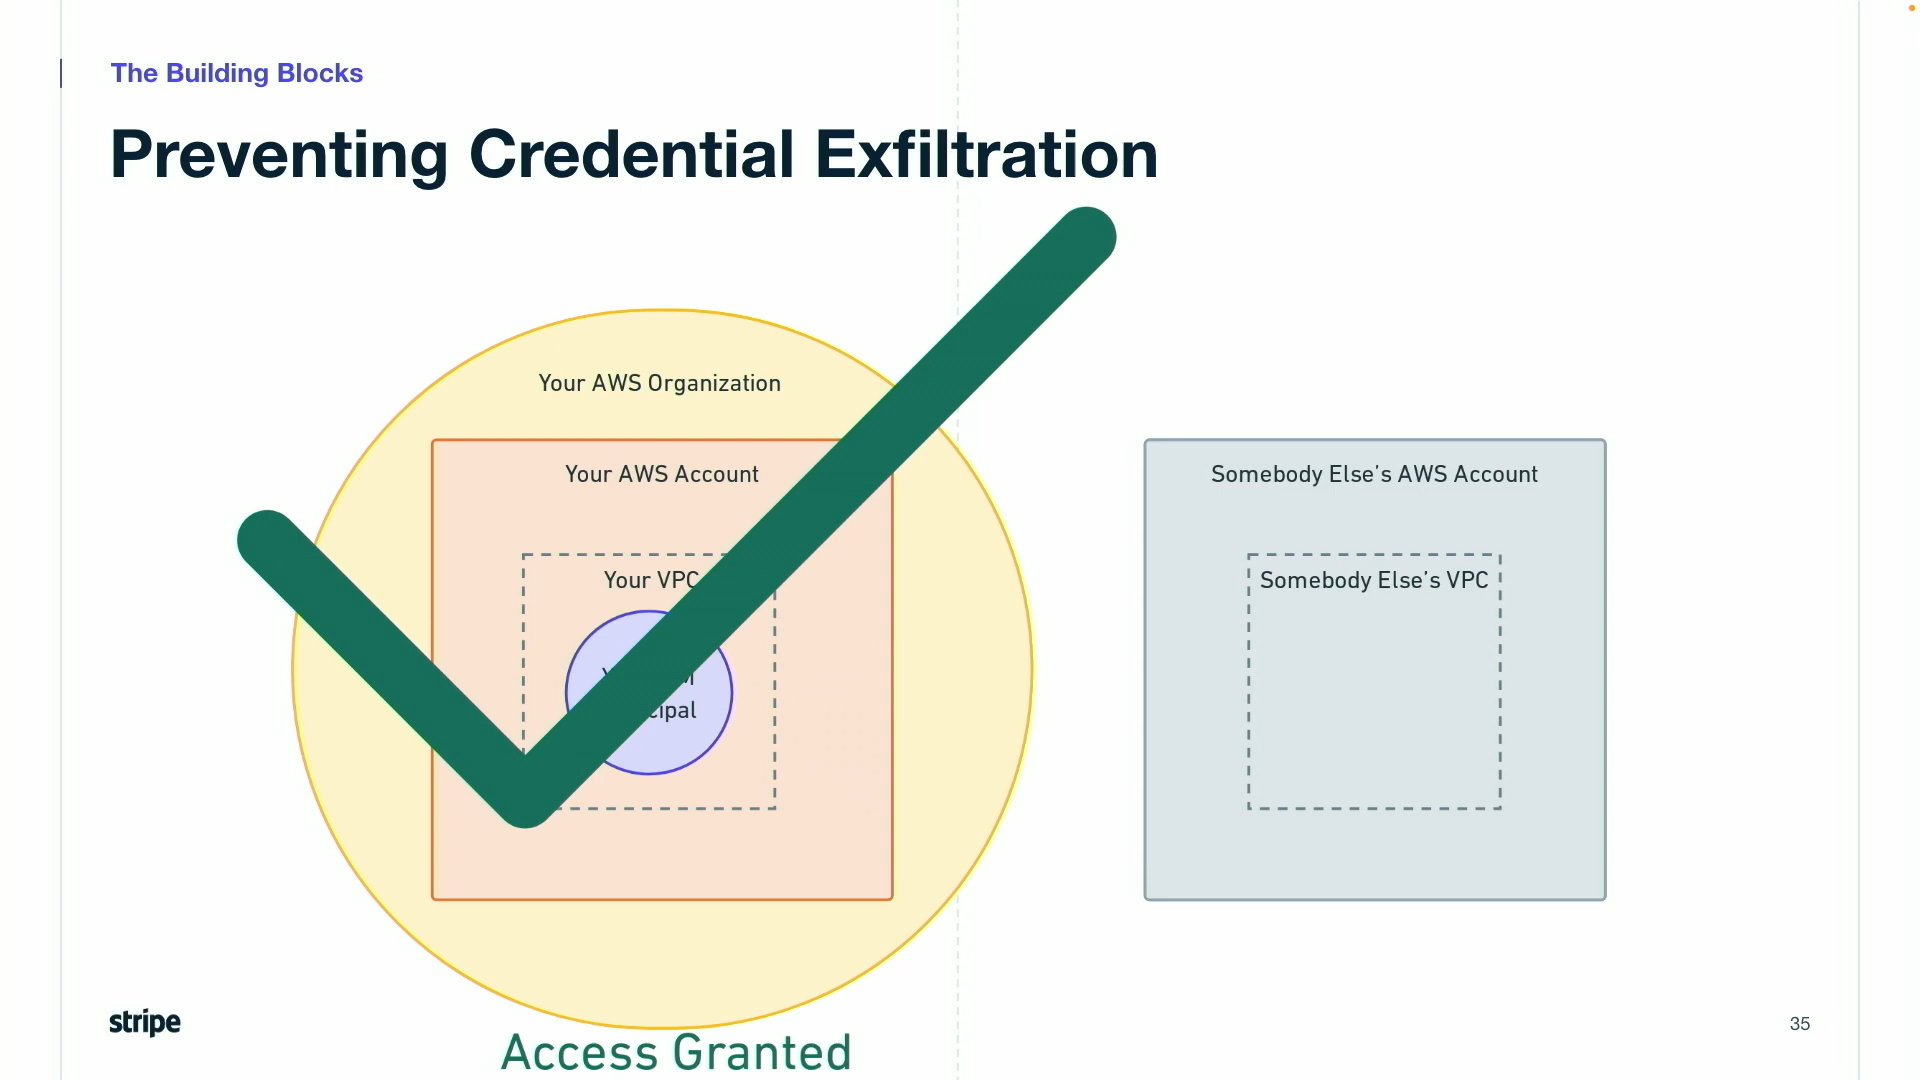 The Building Blocks
Preventing Credential Exfiltration
Your AWS Organization
Your AWS Account
Your VPC
Somebody Else's AWS Account
Somebody Else's VPC
stripe
35
Access Granted